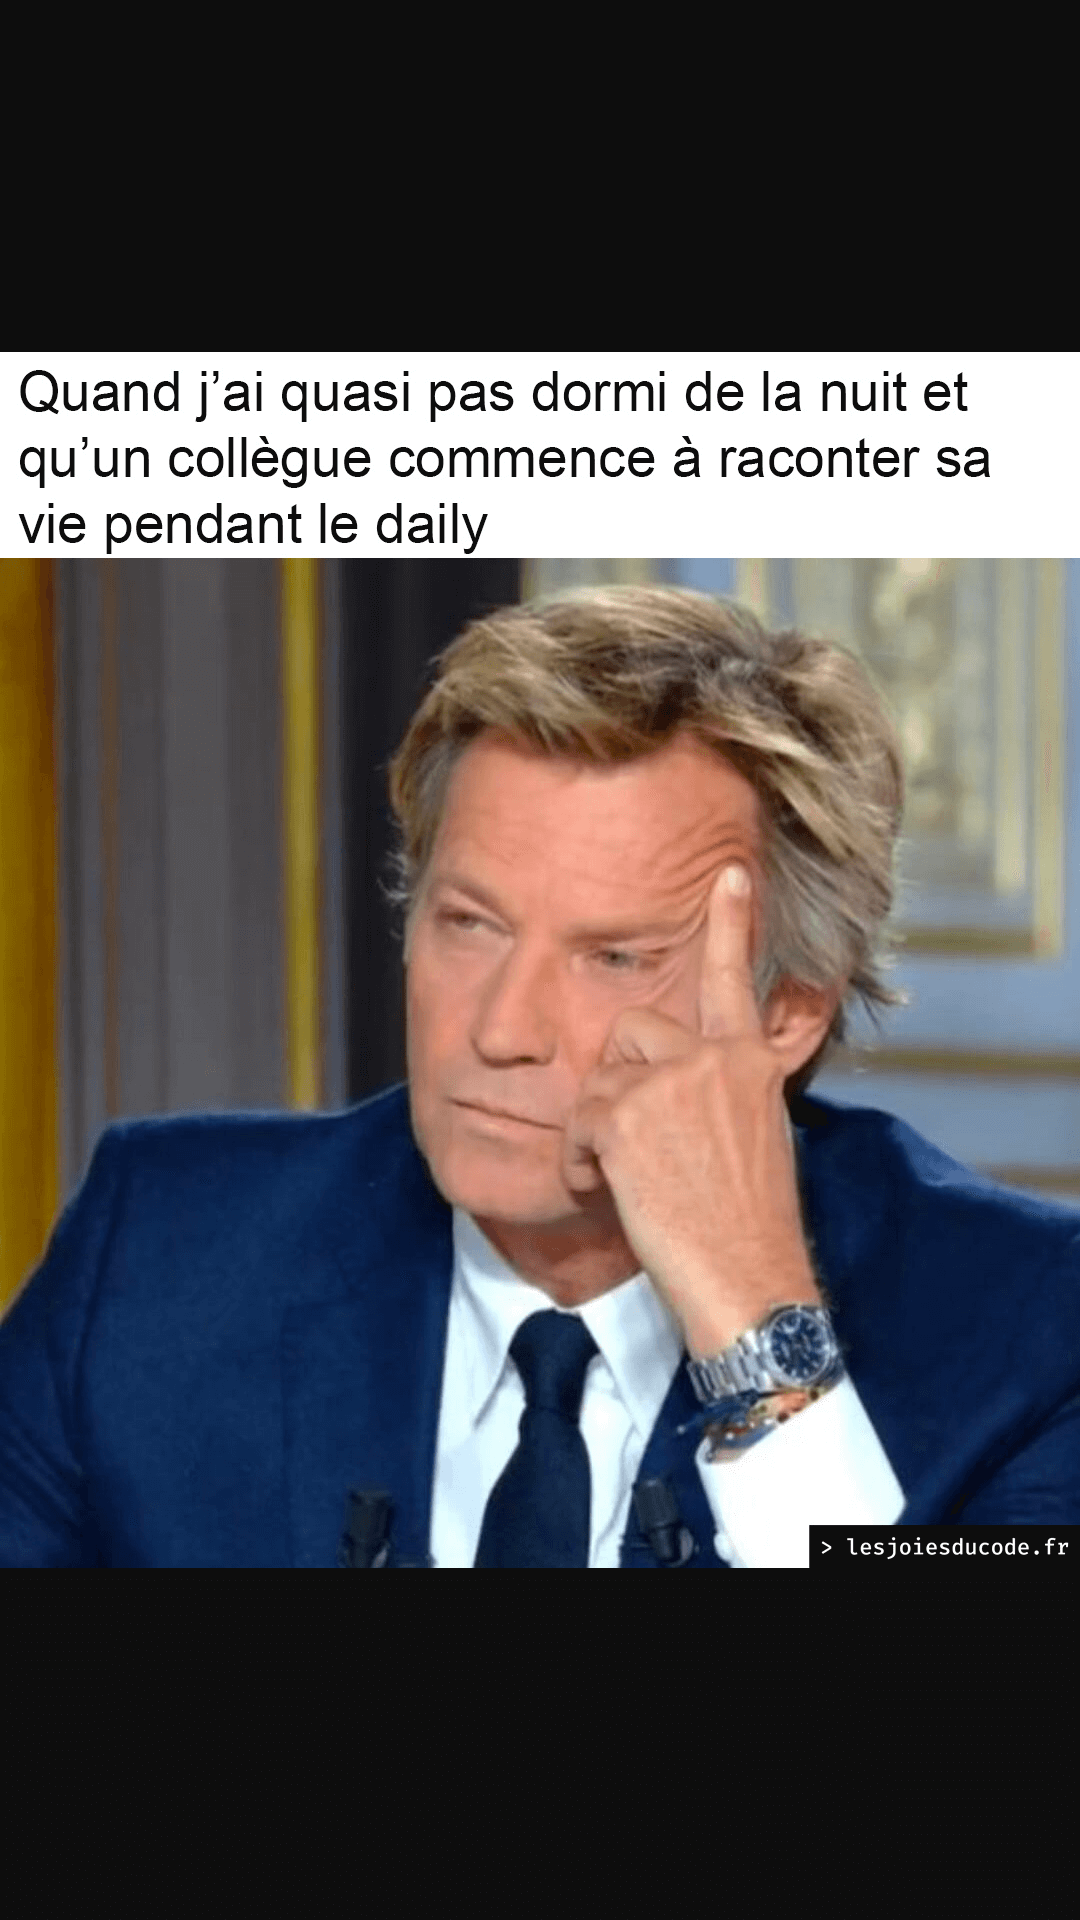 Quand j’ai quasi pas dormi de la nuit et
qu’un collègue commence à raconter sa
vie pendant le daily
> lesjoiesducode.fr